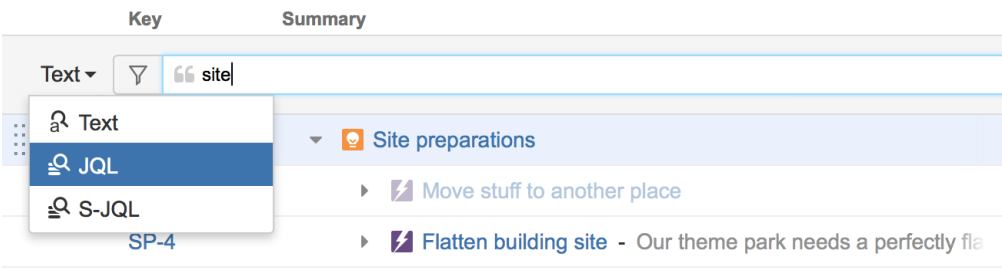 Key Summary
Text site
Text
JQL
S-JQL
Site preparations
Move stuff to another place
SP-4 Flatten building site - Our theme park needs a perfectly fla